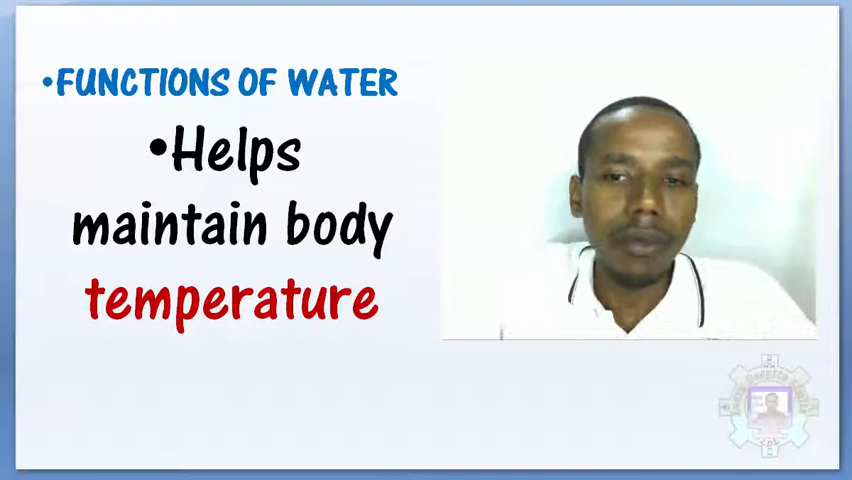 •FUNCTIONS OF WATER
•Helps
maintain body
temperature